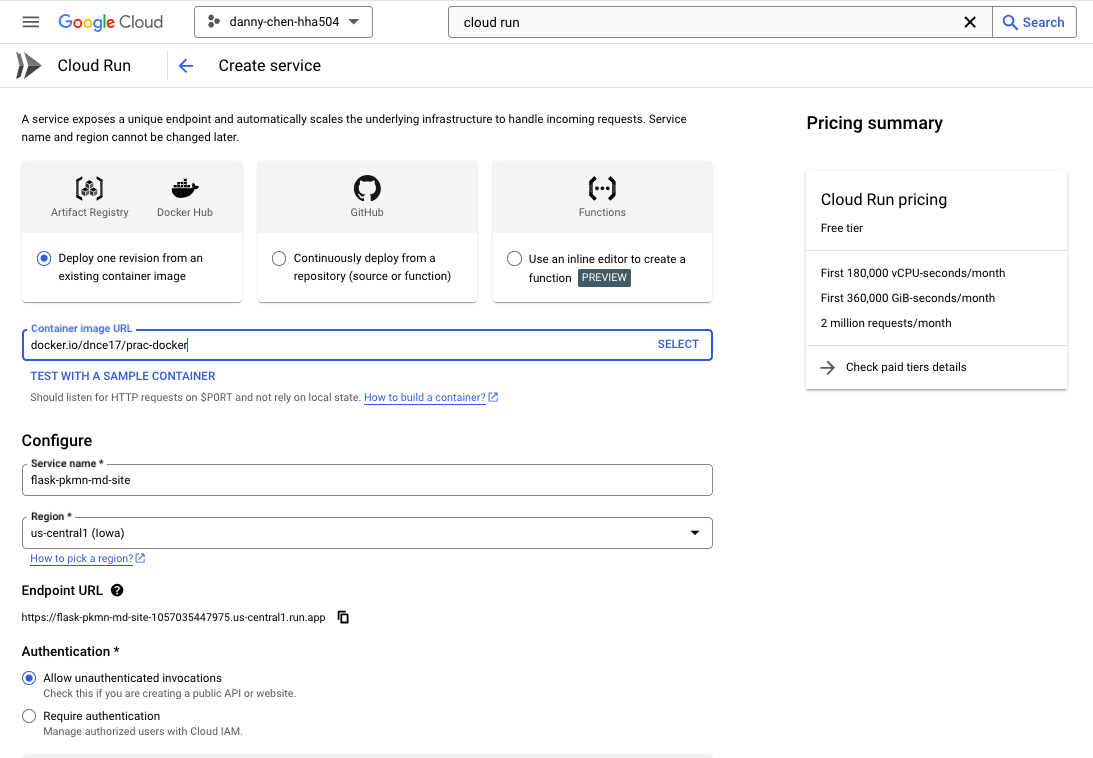 Google Cloud
danny-chen-hha504
cloud run
Search
Cloud Run
Create service
A service exposes a unique endpoint and automatically scales the underlying infrastructure to handle incoming requests. Service
name and region cannot be changed later.
Artifact Registry
Docker Hub
GitHub
Functions
Deploy one revision from an
existing container image
Continuously deploy from a
repository (source or function)
Use an inline editor to create a
function PREVIEW
Container image URL
docker.io/dnce17/prac-docker
SELECT
TEST WITH A SAMPLE CONTAINER
Should listen for HTTP requests on $PORT and not rely on local state. How to build a container?
Configure
Service name *
flask-pkmn-md-site
Region *
us-central1 (Iowa)
How to pick a region?
Endpoint URL
https://flask-pkmn-md-site-1057035447975.us-central1.run.app
Authentication *
Allow unauthenticated invocations
Check this if you are creating a public API or website.
Require authentication
Manage authorized users with Cloud IAM.
Pricing summary
Cloud Run pricing
Free tier
First 180,000 vCPU-seconds/month
First 360,000 GiB-seconds/month
2 million requests/month
Check paid tiers details